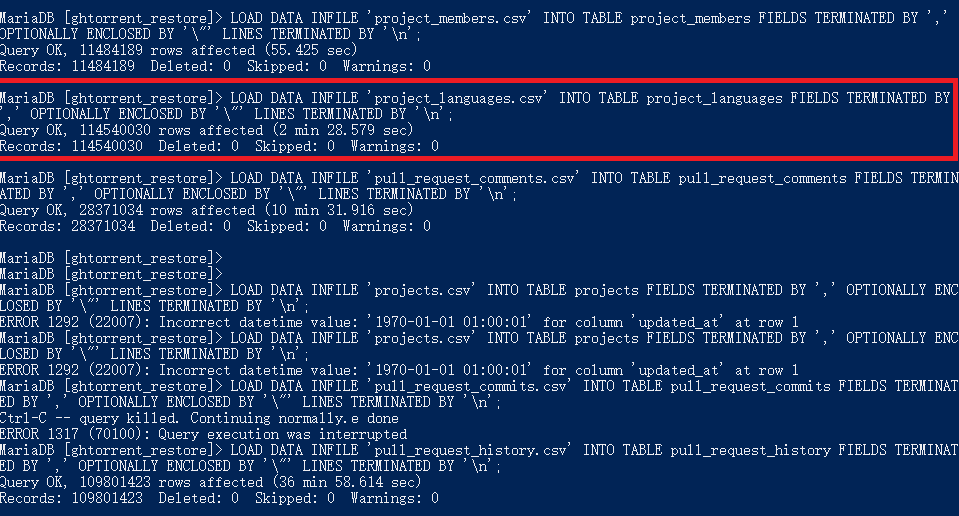 MariaDB [ghtorrent_restore]> LOAD DATA INFILE 'project_members.csv' INTO TABLE project_members FIELDS TERMINATED BY ','
OPTIONALLY ENCLOSED BY '\"' LINES TERMINATED BY '\n';
Query OK, 11484189 rows affected (55.425 sec)
Records: 11484189  Deleted: 0  Skipped: 0  Warnings: 0
MariaDB [ghtorrent_restore]> LOAD DATA INFILE 'project_languages.csv' INTO TABLE project_languages FIELDS TERMINATED BY
',' OPTIONALLY ENCLOSED BY '\"' LINES TERMINATED BY '\n';
Query OK, 114540030 rows affected (2 min 28.579 sec)
Records: 114540030  Deleted: 0  Skipped: 0  Warnings: 0
MariaDB [ghtorrent_restore]> LOAD DATA INFILE 'pull_request_comments.csv' INTO TABLE pull_request_comments FIELDS TERMIN
ATED BY ',' OPTIONALLY ENCLOSED BY '\"' LINES TERMINATED BY '\n';
Query OK, 28371034 rows affected (10 min 31.916 sec)
Records: 28371034  Deleted: 0  Skipped: 0  Warnings: 0
MariaDB [ghtorrent_restore]>
MariaDB [ghtorrent_restore]>
MariaDB [ghtorrent_restore]> LOAD DATA INFILE 'projects.csv' INTO TABLE projects FIELDS TERMINATED BY ',' OPTIONALLY ENC
LOSED BY '\"' LINES TERMINATED BY '\n';
ERROR 1292 (22007): Incorrect datetime value: '1970-01-01 01:00:01' for column 'updated_at' at row 1
MariaDB [ghtorrent_restore]> LOAD DATA INFILE 'projects.csv' INTO TABLE projects FIELDS TERMINATED BY ',' OPTIONALLY ENC
LOSED BY '\"' LINES TERMINATED BY '\n';
ERROR 1292 (22007): Incorrect datetime value: '1970-01-01 01:00:01' for column 'updated_at' at row 1
MariaDB [ghtorrent_restore]> LOAD DATA INFILE 'pull_request_commits.csv' INTO TABLE pull_request_commits FIELDS TERMINAT
ED BY ',' OPTIONALLY ENCLOSED BY '\"' LINES TERMINATED BY '\n';
Ctrl-C -- query killed. Continuing normally.e done
ERROR 1317 (70100): Query execution was interrupted
MariaDB [ghtorrent_restore]> LOAD DATA INFILE 'pull_request_history.csv' INTO TABLE pull_request_history FIELDS TERMINAT
ED BY ',' OPTIONALLY ENCLOSED BY '\"' LINES TERMINATED BY '\n';
Query OK, 109801423 rows affected (36 min 58.614 sec)
Records: 109801423  Deleted: 0  Skipped: 0  Warnings: 0